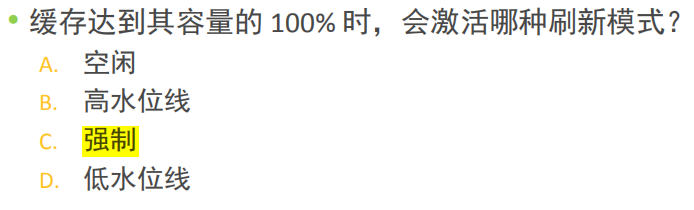 • 缓存达到其容量的 100% 时，会激活哪种刷新模式？
A. 空闲
B. 高水位线
C. 强制
D. 低水位线